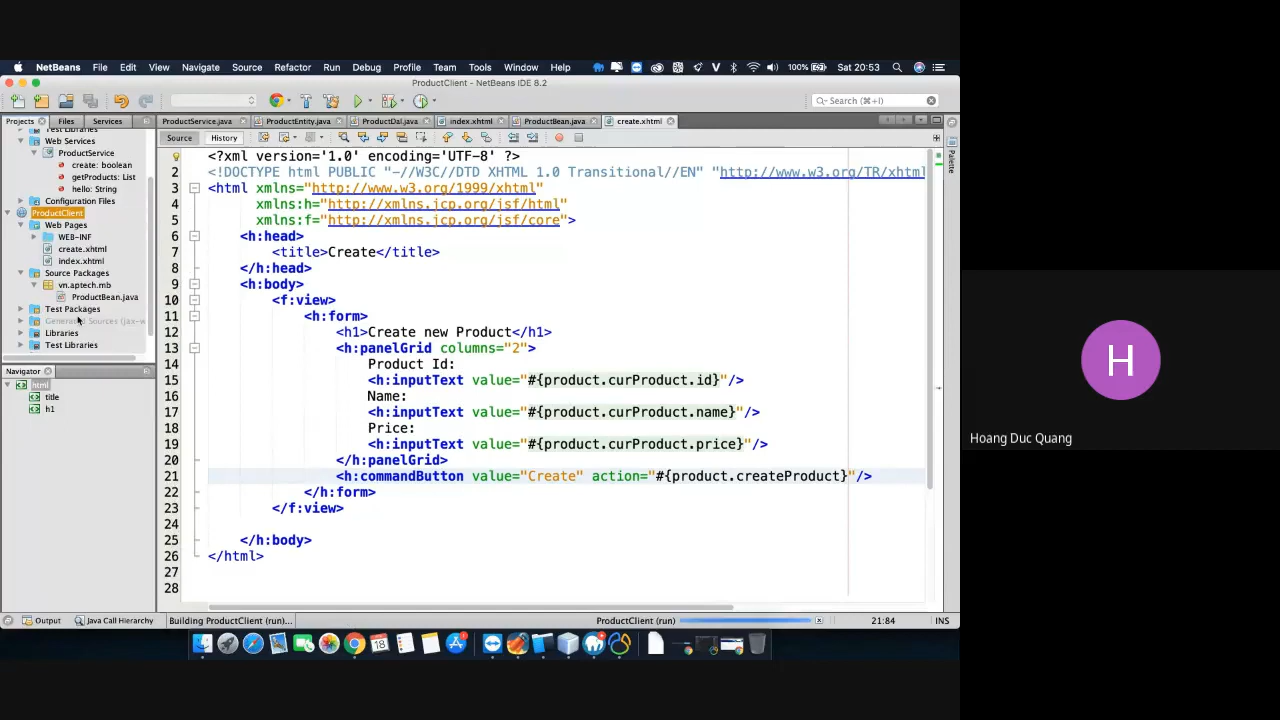 NetBeans File Edit View Navigate Source Refactor Run Debug Profile Team Tools Window Help 100% Sat 20:53
ProductClient - NetBeans IDE 8.2
Search (⌘+I)
Projects Files Services
ProductService.java ProductEntity.java ProductDal.java index.xhtml ProductBean.java create.xhtml
Source History
Palette
Test Libraries
Web Services
ProductService
create: boolean
getProducts: List
hello: String
Configuration Files
ProductClient
Web Pages
WEB-INF
create.xhtml
index.xhtml
Source Packages
vn.aptech.mb
ProductBean.java
Test Packages
Generated Sources (jax-w
Libraries
Test Libraries
Navigator
html
title
h1
1 <?xml version='1.0' encoding='UTF-8' ?>
2 <!DOCTYPE html PUBLIC "-//W3C//DTD XHTML 1.0 Transitional//EN" "http://www.w3.org/TR/xhtml
3 <html xmlns="http://www.w3.org/1999/xhtml"
4 xmlns:h="http://xmlns.jcp.org/jsf/html"
5 xmlns:f="http://xmlns.jcp.org/jsf/core">
6 <h:head>
7 <title>Create</title>
8 </h:head>
9 <h:body>
10 <f:view>
11 <h:form>
12 <h1>Create new Product</h1>
13 <h:panelGrid columns="2">
14 Product Id:
15 <h:inputText value="#{product.curProduct.id}"/>
16 Name:
17 <h:inputText value="#{product.curProduct.name}"/>
18 Price:
19 <h:inputText value="#{product.curProduct.price}"/>
20 </h:panelGrid>
21 <h:commandButton value="Create" action="#{product.createProduct}"/>
22 </h:form>
23 </f:view>
24
25 </h:body>
26 </html>
27
28
Output Java Call Hierarchy Building ProductClient (run)... ProductClient (run) 21:84 INS
H
Hoang Duc Quang